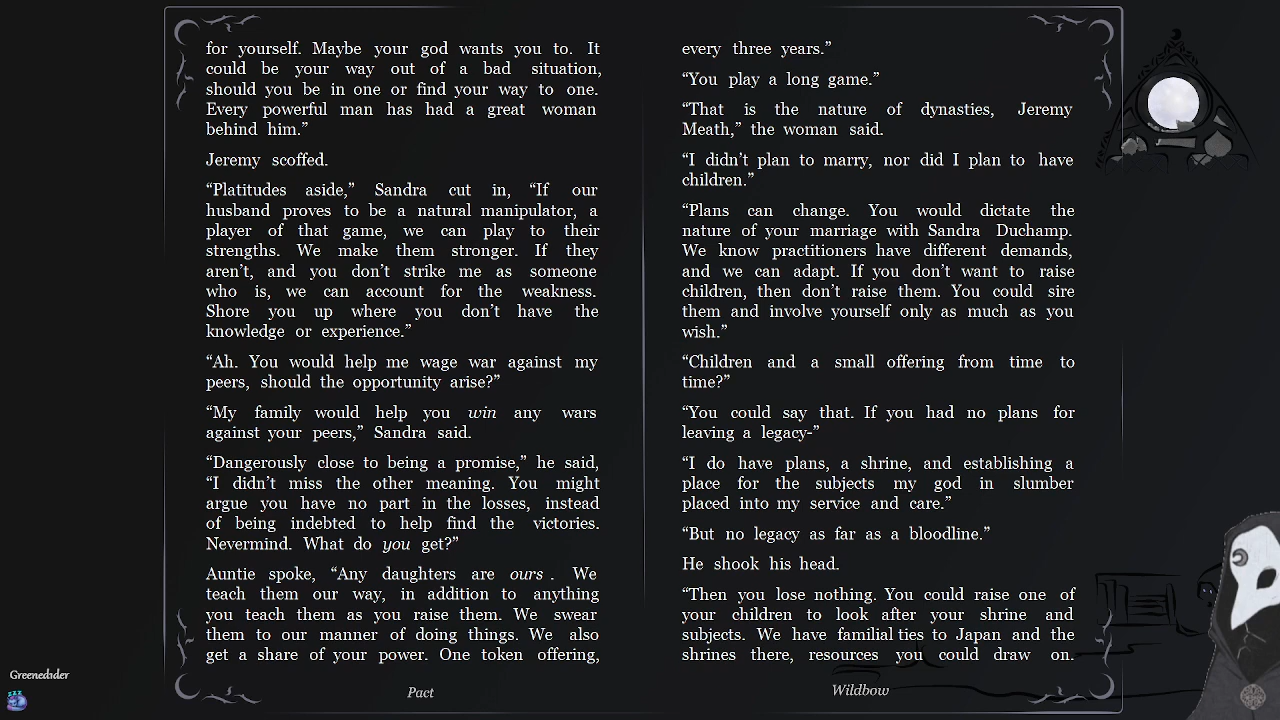 for yourself. Maybe your god wants you to. It
could be your way out of a bad situation,
should you be in one or find your way to one.
Every powerful man has had a great woman
behind him.”
Jeremy scoffed.
“Platitudes aside,” Sandra cut in, “If our
husband proves to be a natural manipulator, a
player of that game, we can play to their
strengths. We make them stronger. If they
aren’t, and you don’t strike me as someone
who is, we can account for the weakness.
Shore you up where you don’t have the
knowledge or experience.”
“Ah. You would help me wage war against my
peers, should the opportunity arise?”
“My family would help you win any wars
against your peers,” Sandra said.
“Dangerously close to being a promise,” he said,
“I didn’t miss the other meaning. You might
argue you have no part in the losses, instead
of being indebted to help find the victories.
Nevermind. What do you get?”
Auntie spoke, “Any daughters are ours . We
teach them our way, in addition to anything
you teach them as you raise them. We swear
them to our manner of doing things. We also
get a share of your power. One token offering,
Pact
every three years.”
“You play a long game.”
“That is the nature of dynasties, Jeremy
Meath,” the woman said.
“I didn’t plan to marry, nor did I plan to have
children.”
“Plans can change. You would dictate the
nature of your marriage with Sandra Duchamp.
We know practitioners have different demands,
and we can adapt. If you don’t want to raise
children, then don’t raise them. You could sire
them and involve yourself only as much as you
wish.”
“Children and a small offering from time to
time?”
“You could say that. If you had no plans for
leaving a legacy-”
“I do have plans, a shrine, and establishing a
place for the subjects my god in slumber
placed into my service and care.”
“But no legacy as far as a bloodline.”
He shook his head.
“Then you lose nothing. You could raise one of
your children to look after your shrine and
subjects. We have familial ties to Japan and the
shrines there, resources you could draw on.
Wildbow
Greenedıder
zzz